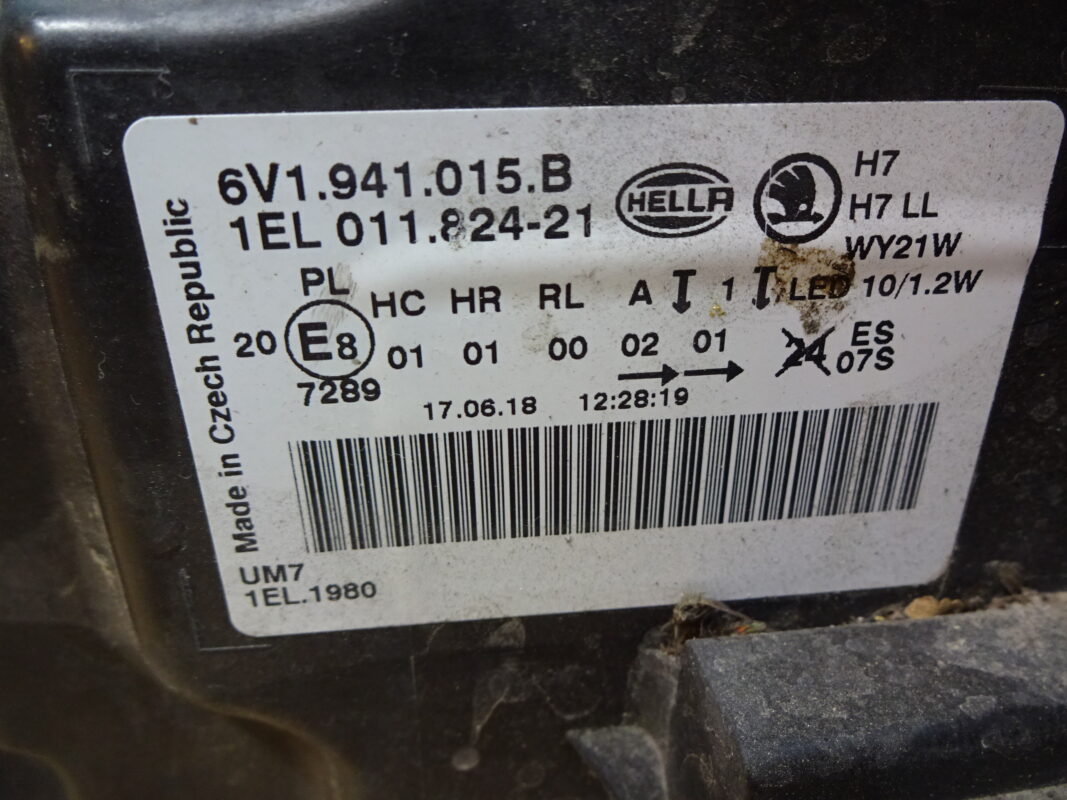 6V1.941.015.B
1EL 011.824-21
HELLA
H7
H7 LL
WY21W
LED 10/1.2W
PL HC HR RL A 1
20 E8 01 01 00 02 01 24 ES
07S
7289
17.06.18 12:28:19
Made in Czech Republic
UM7
1EL.1980